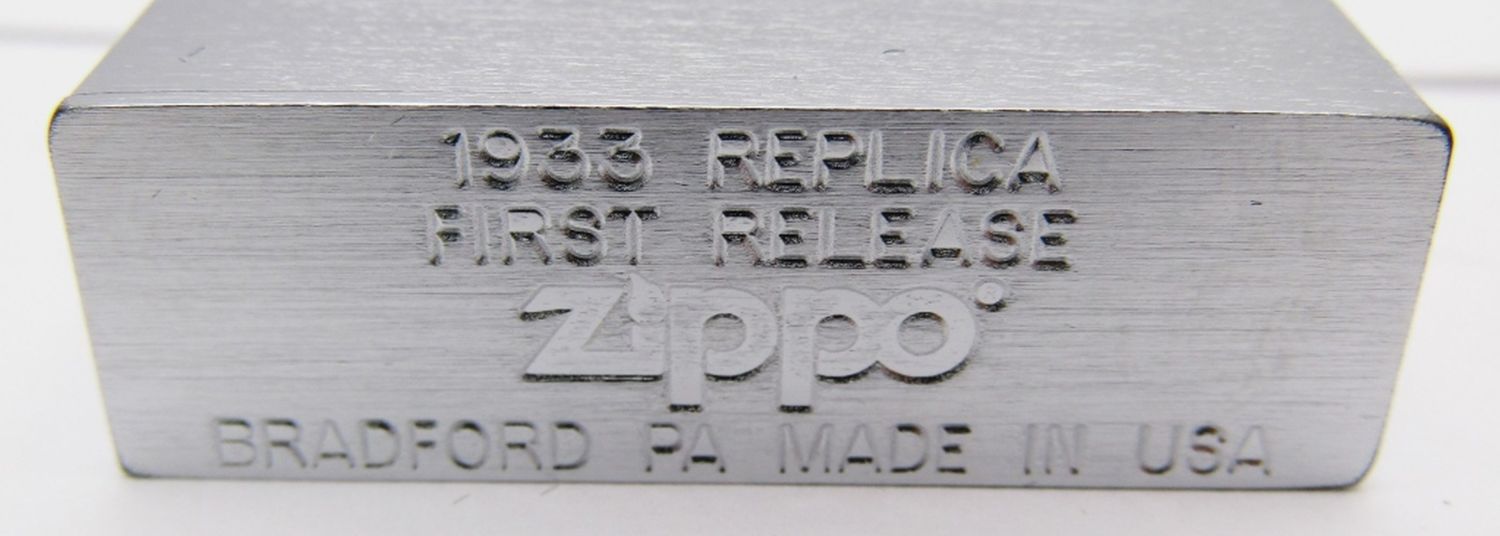 1933 REPLICA
FIRST RELEASE
zippo
BRADFORD PA MADE IN USA